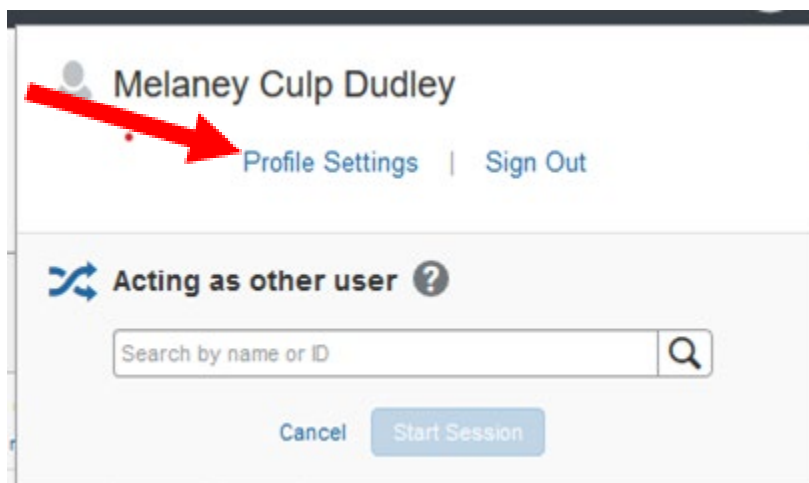 Melaney Culp Dudley
Profile Settings | Sign Out
Acting as other user ?
Search by name or ID
Cancel Start Session